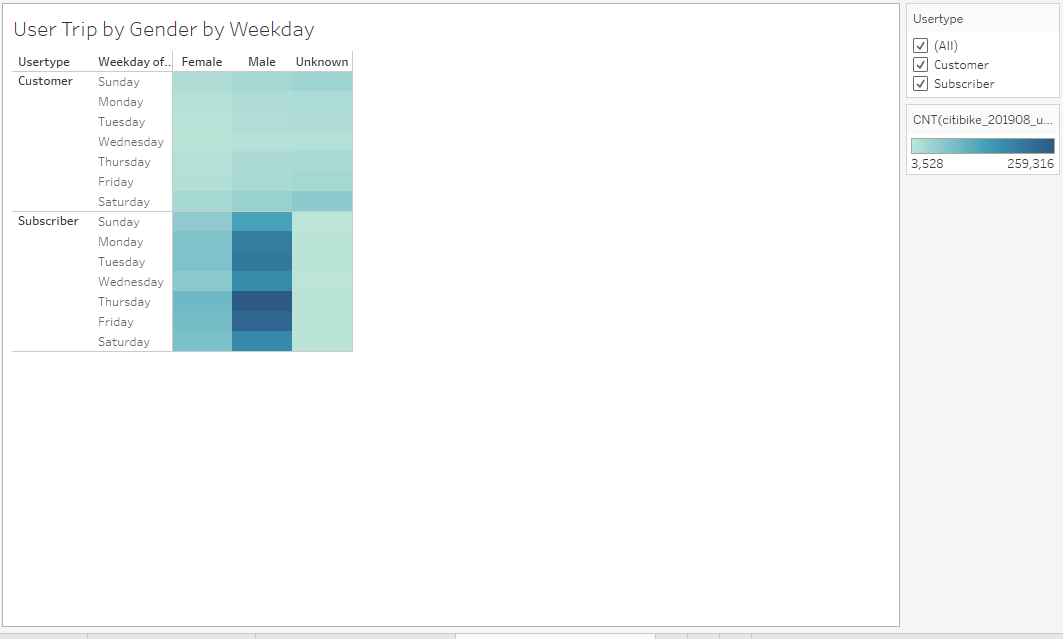 User Trip by Gender by Weekday
Usertype Weekday of.. Female Male Unknown
Customer Sunday
Monday
Tuesday
Wednesday
Thursday
Friday
Saturday
Subscriber Sunday
Monday
Tuesday
Wednesday
Thursday
Friday
Saturday
Usertype
(All)
Customer
Subscriber
CNT(citibike_201908_u...
3,528 259,316